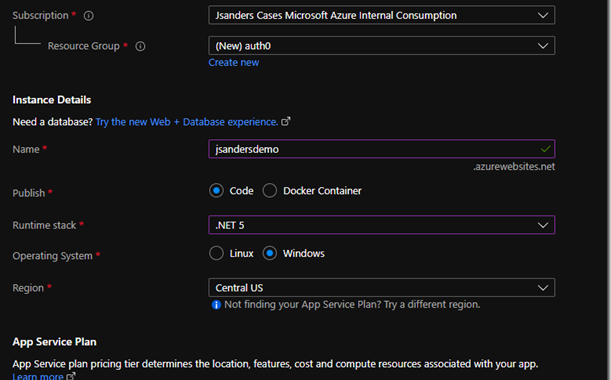 Subscription * Jsanders Cases Microsoft Azure Internal Consumption
Resource Group * (New) auth0
Create new
Instance Details
Need a database? Try the new Web + Database experience.
Name * jsandersdemo
.azurewebsites.net
Publish * Code Docker Container
Runtime stack * .NET 5
Operating System * Linux Windows
Region * Central US
Not finding your App Service Plan? Try a different region.
App Service Plan
App Service plan pricing tier determines the location, features, cost and compute resources associated with your app.
Learn more